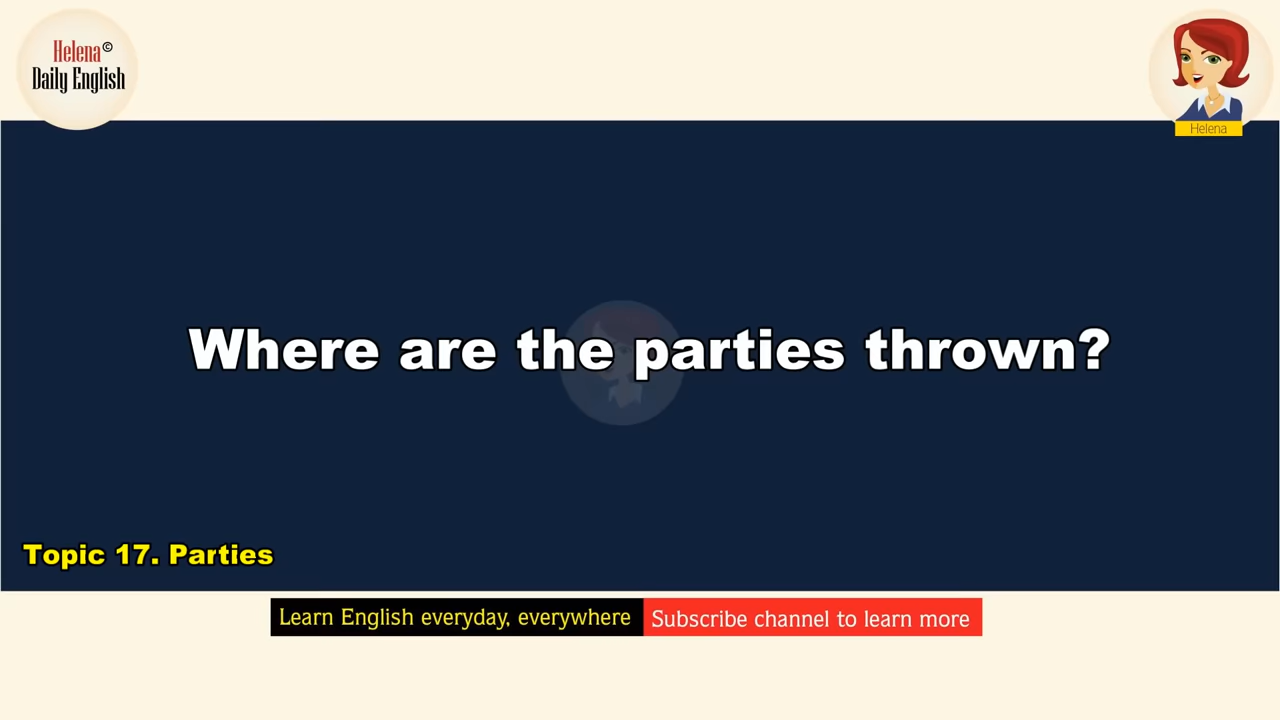 Helena©
Daily English
Helena
Where are the parties thrown?
Topic 17. Parties
Learn English everyday, everywhere
Subscribe channel to learn more